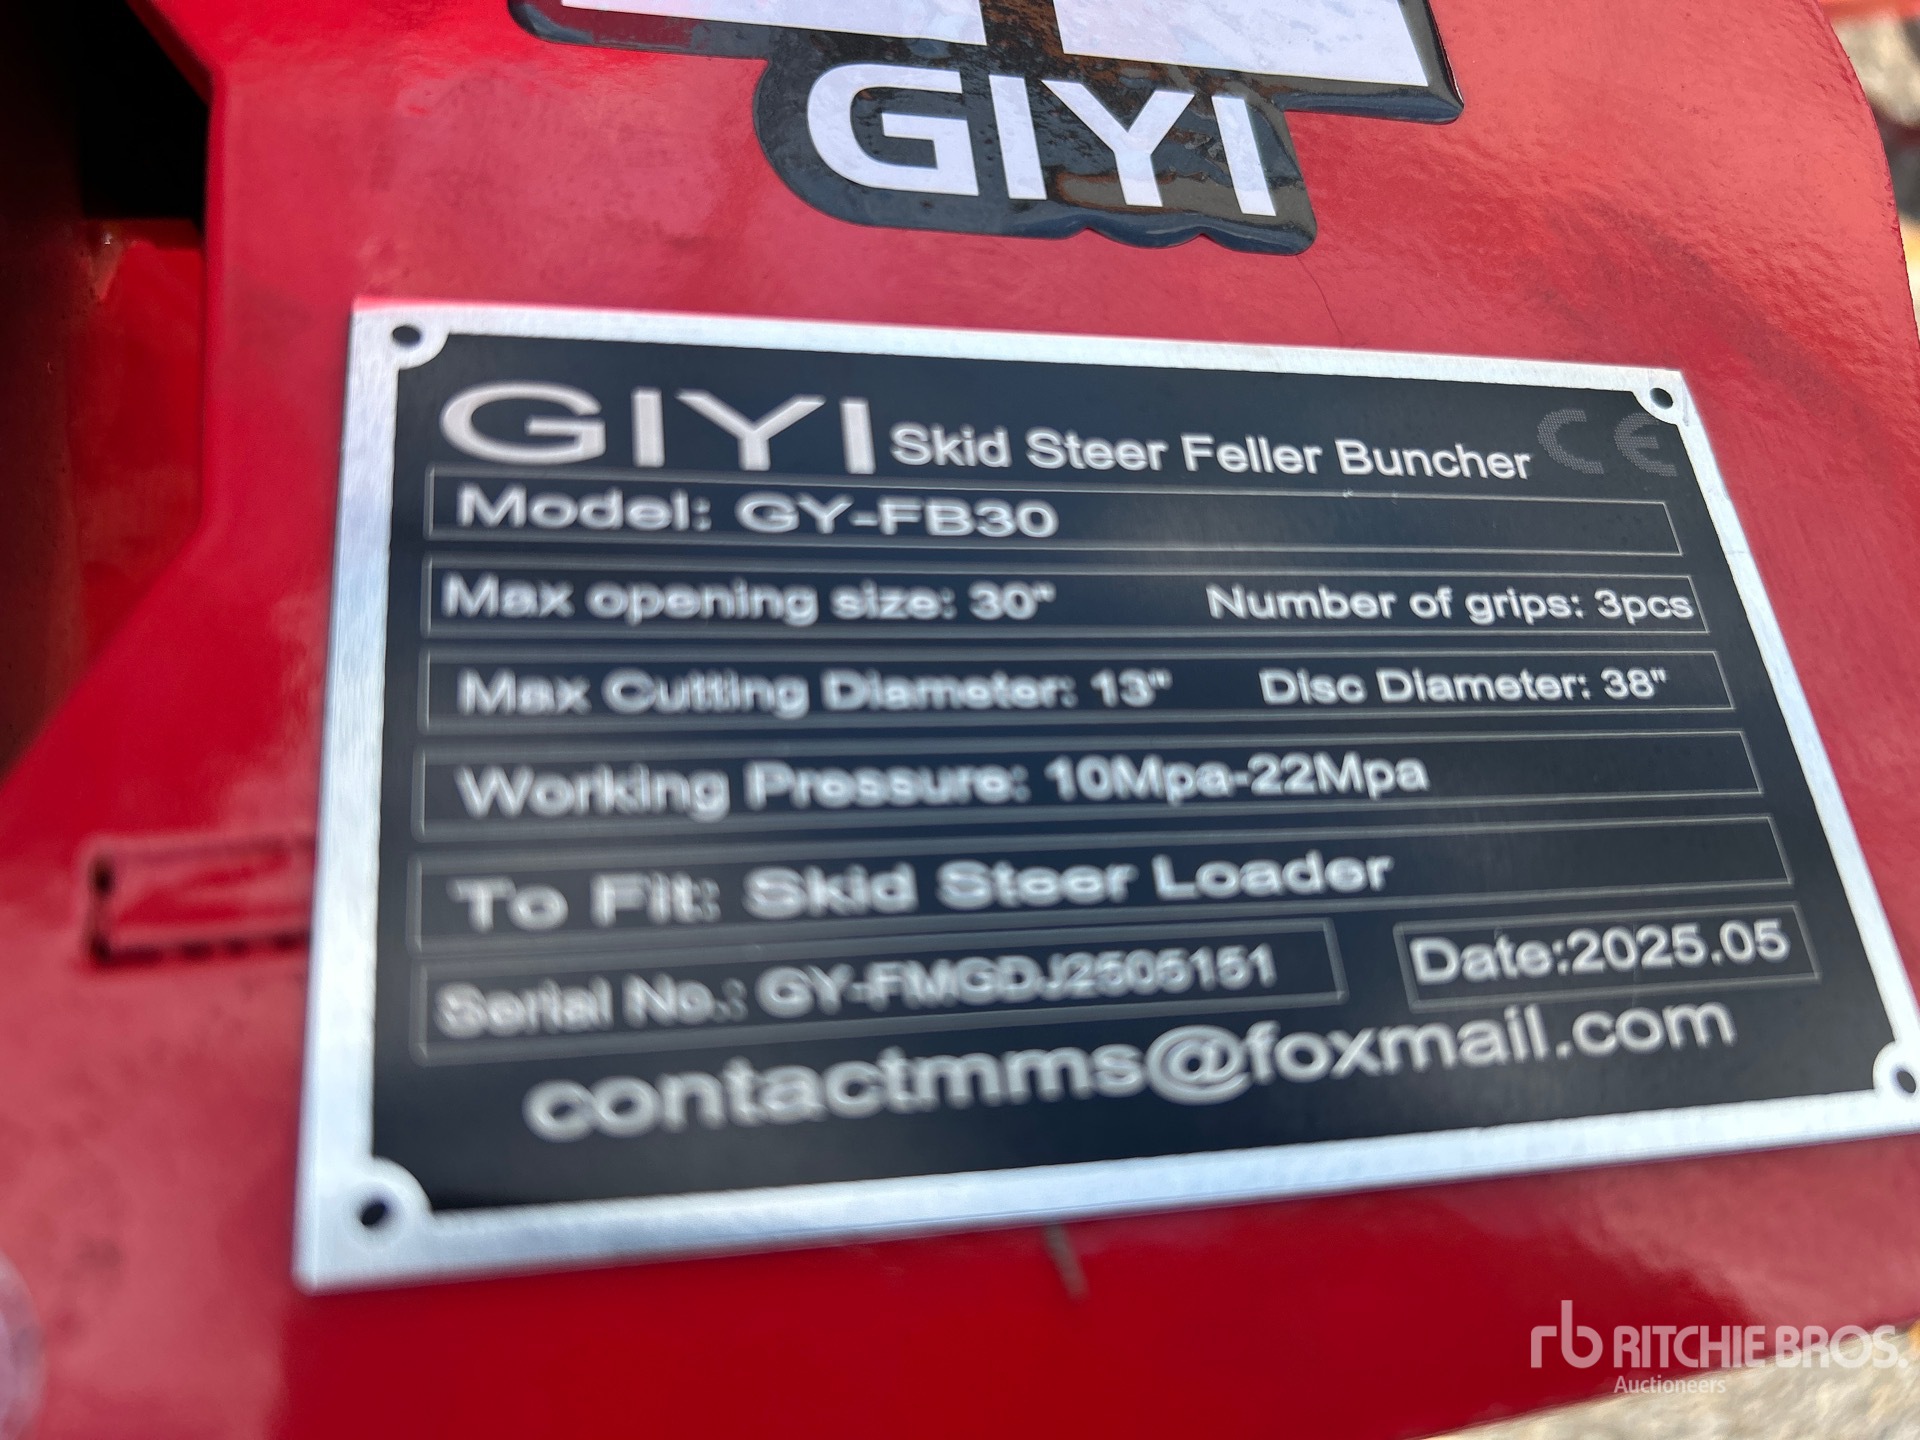 GIYI
GIYI Skid Steer Feller Buncher CE
Model: GY-FB30
Max opening size: 30" Number of grips: 3pcs
Max Cutting Diameter: 13" Disc Diameter: 38"
Working Pressure: 10Mpa-22Mpa
To Fit: Skid Steer Loader
Serial No.: GY-FMGDJ2505151 Date:2025.05
contactmms@foxmail.com
rb RITCHIE BROS.
Auctioneers